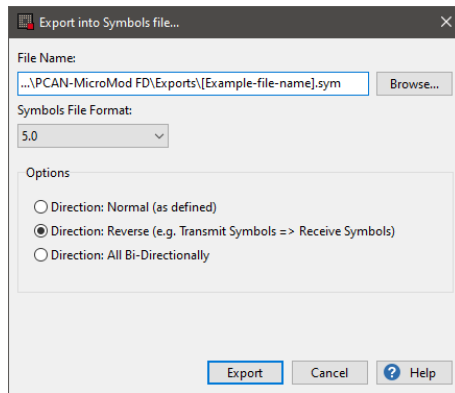 Export into Symbols file...
File Name:
...\PCAN-MicroMod FD\Exports\[Example-file-name].sym
Browse...
Symbols File Format:
5.0
Options
Direction: Normal (as defined)
Direction: Reverse (e.g. Transmit Symbols => Receive Symbols)
Direction: All Bi-Directionally
Export
Cancel
Help